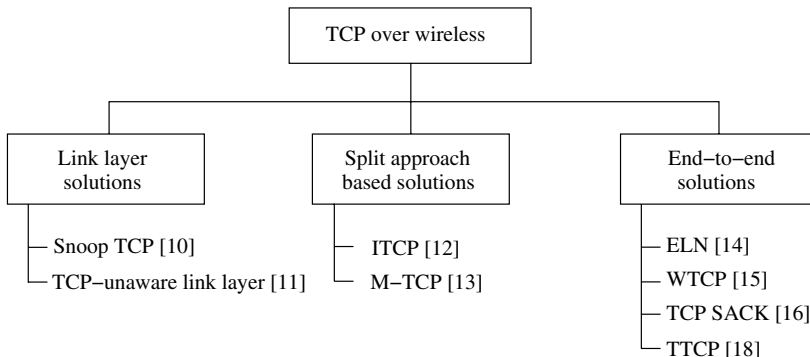 TCP over wireless
Link layer
solutions
Split approach
based solutions
End−to−end
solutions
Snoop TCP [10]
TCP−unaware link layer [11]
ITCP [12]
M−TCP [13]
ELN [14]
WTCP [15]
TCP SACK [16]
TTCP [18]